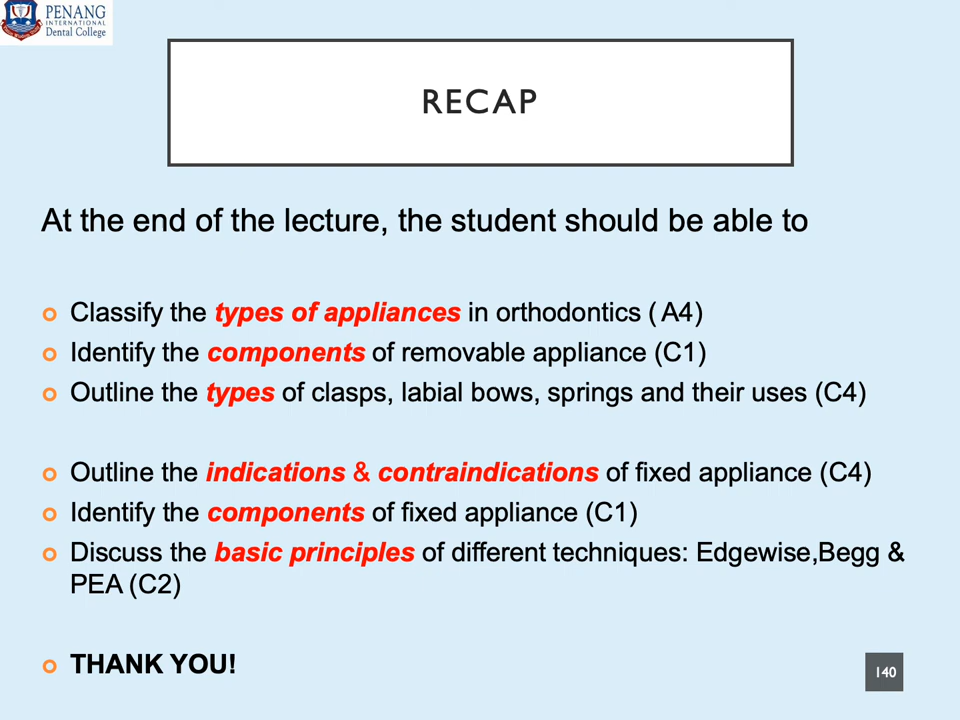 PENANG
INTERNATIONAL
Dental College
RECAP
At the end of the lecture, the student should be able to
Classify the types of appliances in orthodontics ( A4)
Identify the components of removable appliance (C1)
Outline the types of clasps, labial bows, springs and their uses (C4)
Outline the indications & contraindications of fixed appliance (C4)
Identify the components of fixed appliance (C1)
Discuss the basic principles of different techniques: Edgewise,Begg &
PEA (C2)
THANK YOU!
140